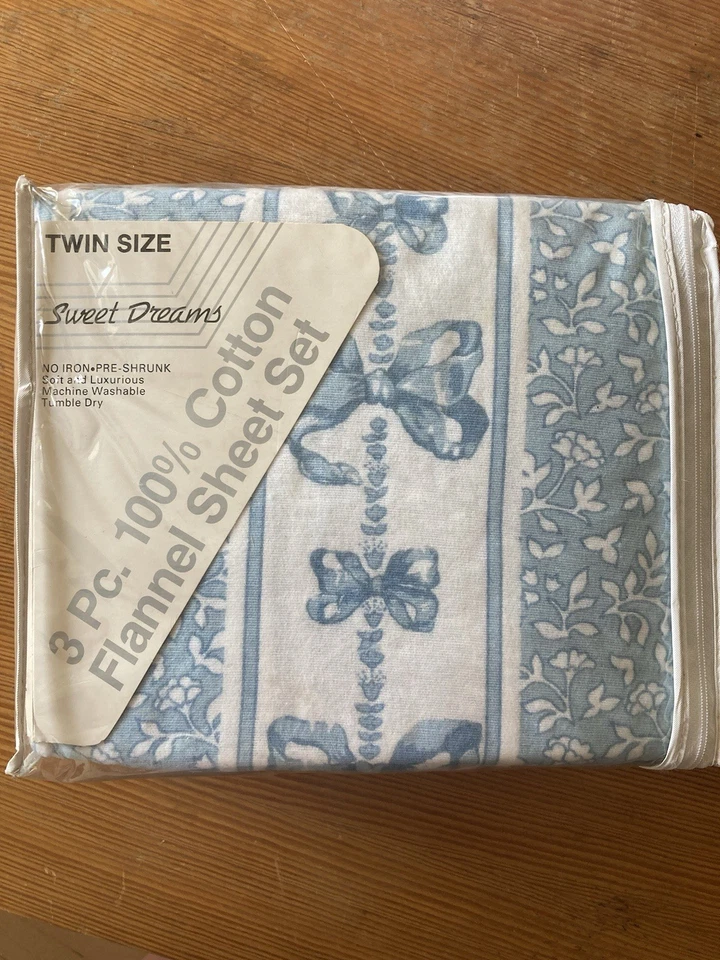 TWIN SIZE
Sweet Dreams
NO IRON•PRE-SHRUNK
Soft and Luxurious
Machine Washable
Tumble Dry
3 Pc. 100% Cotton
Flannel Sheet Set